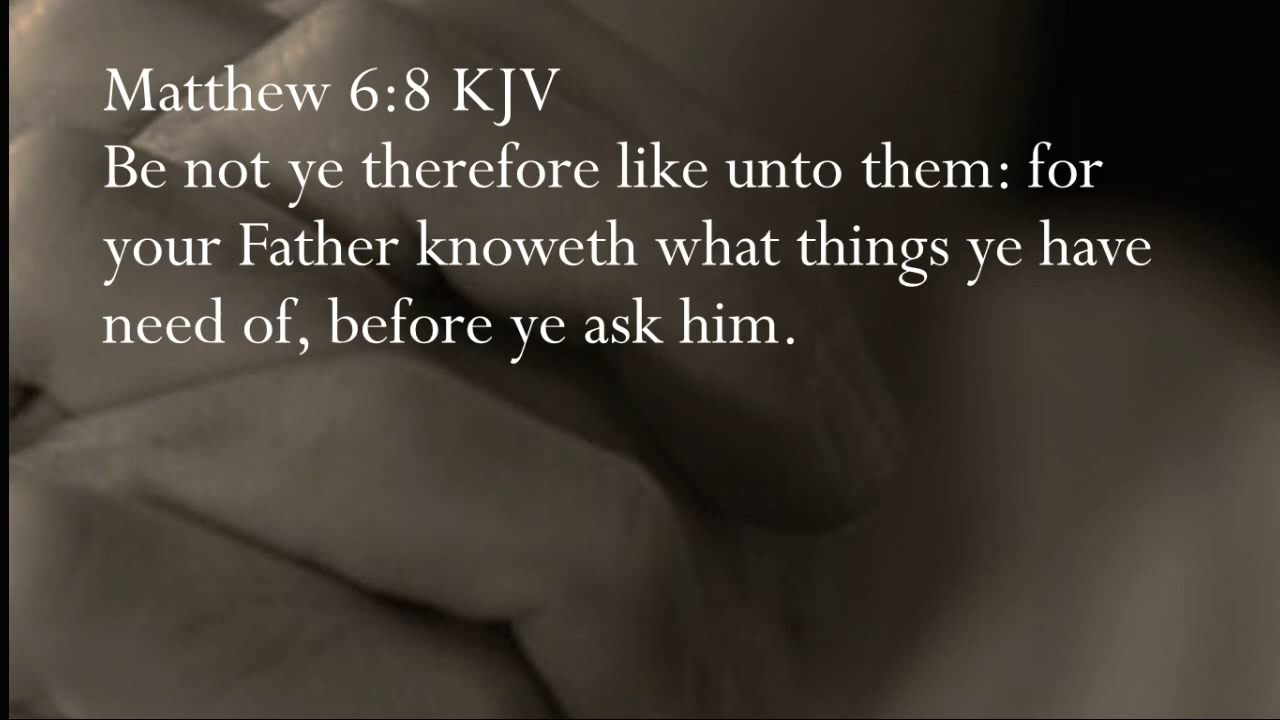 Matthew 6:8 KJV
Be not ye therefore like unto them: for
your Father knoweth what things ye have
need of, before ye ask him.